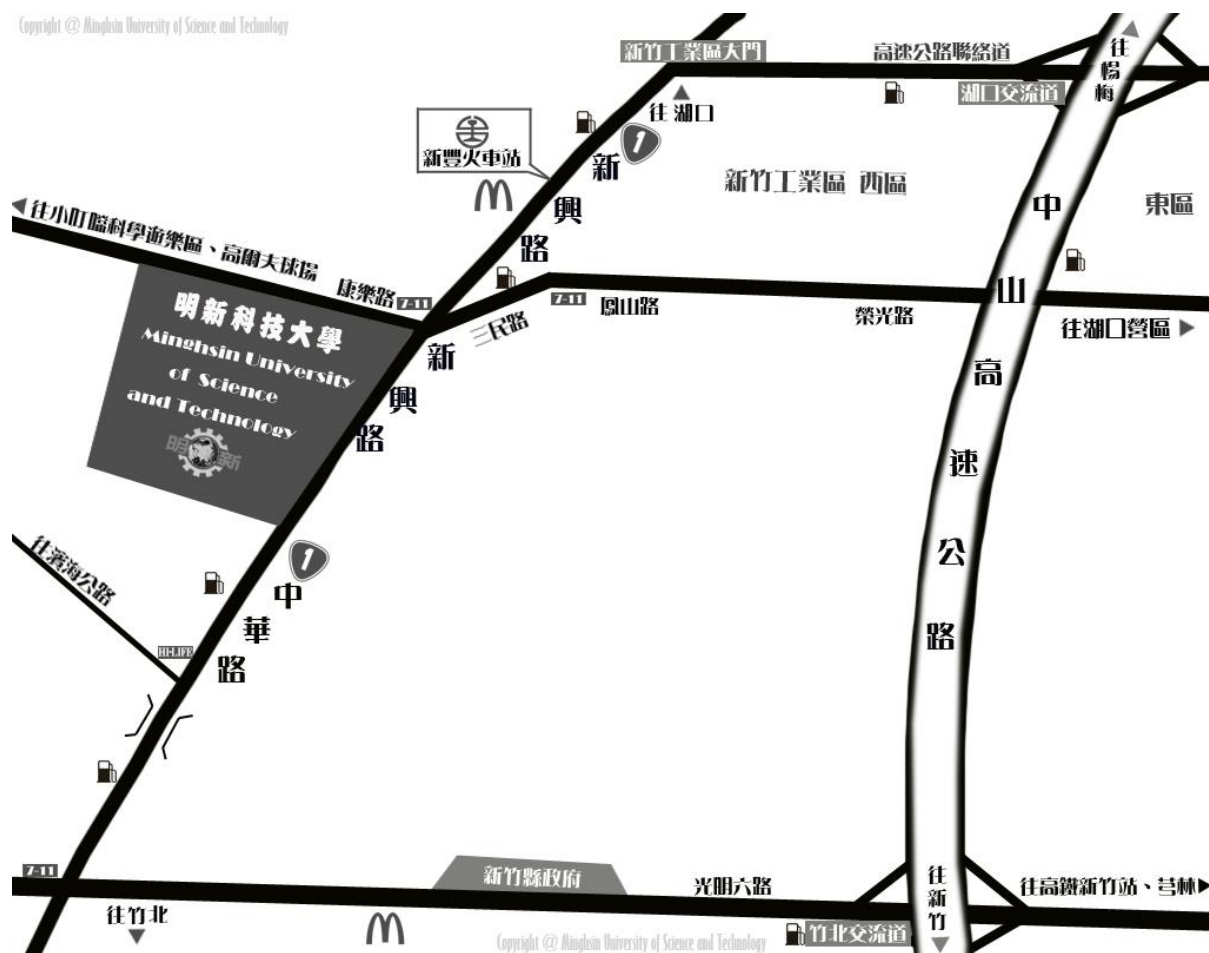 Copyright @ Minghsin University of Science and Technology
往楊梅
新竹工業區大門
高速公路聯絡道
湖口交流道
往湖口
新豐火車站
1
新興路
新竹工業區 西區
東區
中山高速公路
往小叮噹科學遊樂區、高爾夫球場
康樂路
7-11
7-11
鳳山路
榮光路
往湖口營區
三民路
明新科技大學
Minghsin University
of Science
and Technology
明新
新興路
往濱海公路
1
中華路
HI-LIFE
7-11
新竹縣政府
光明六路
往新竹
往高鐵新竹站、芎林
往竹北
竹北交流道
Copyright @ Minghsin University of Science and Technology